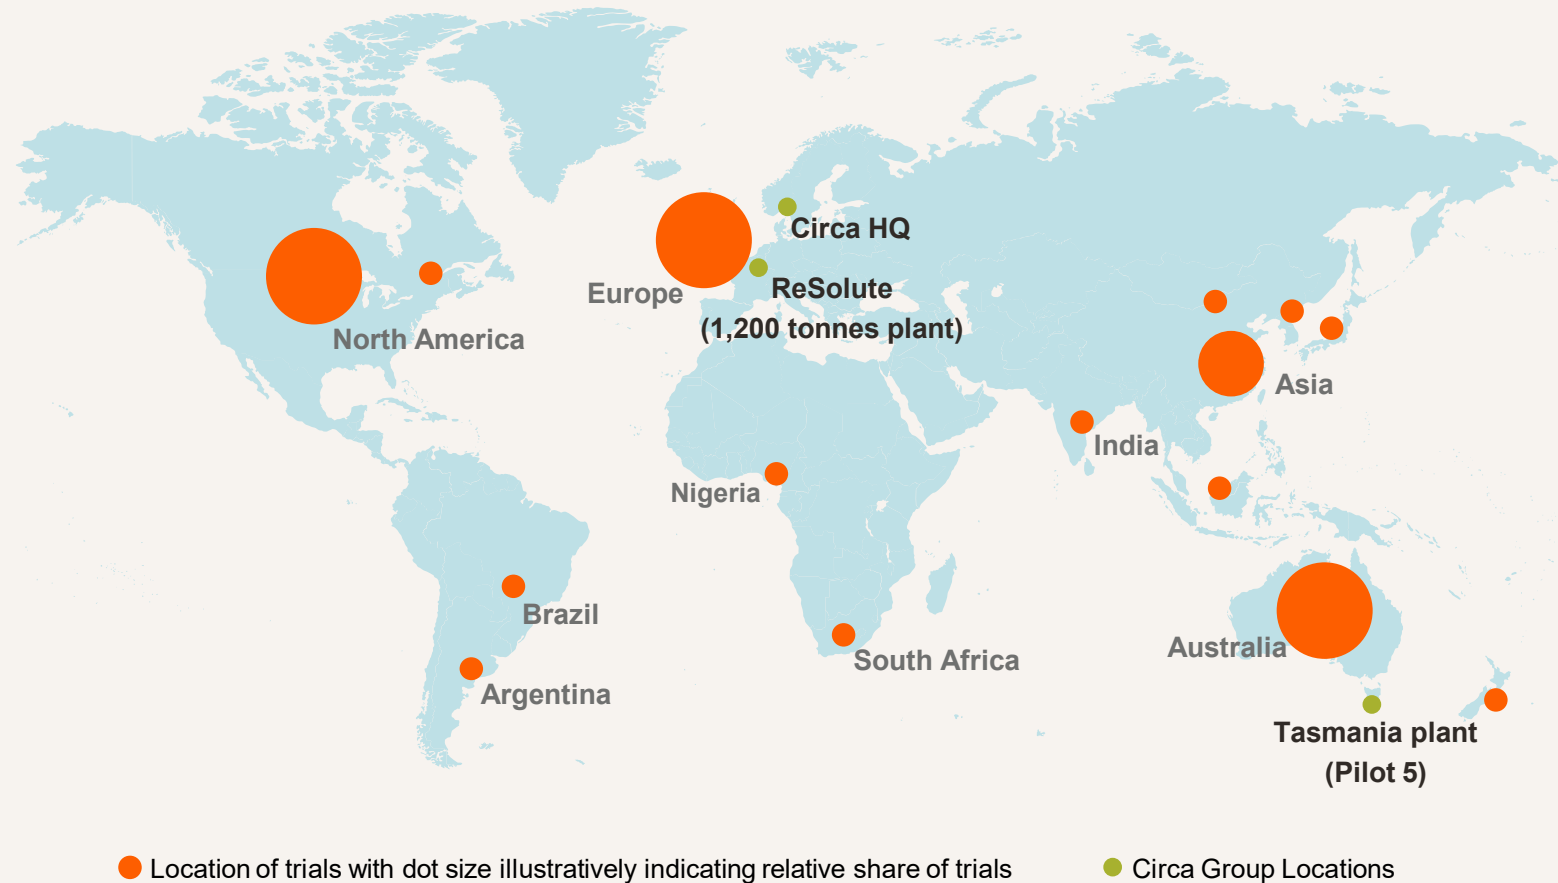 Circa HQ
Europe
ReSolute
(1,200 tonnes plant)
North America
Asia
India
Nigeria
Brazil
South Africa
Australia
Argentina
Tasmania plant
(Pilot 5)
Location of trials with dot size illustratively indicating relative share of trials
Circa Group Locations